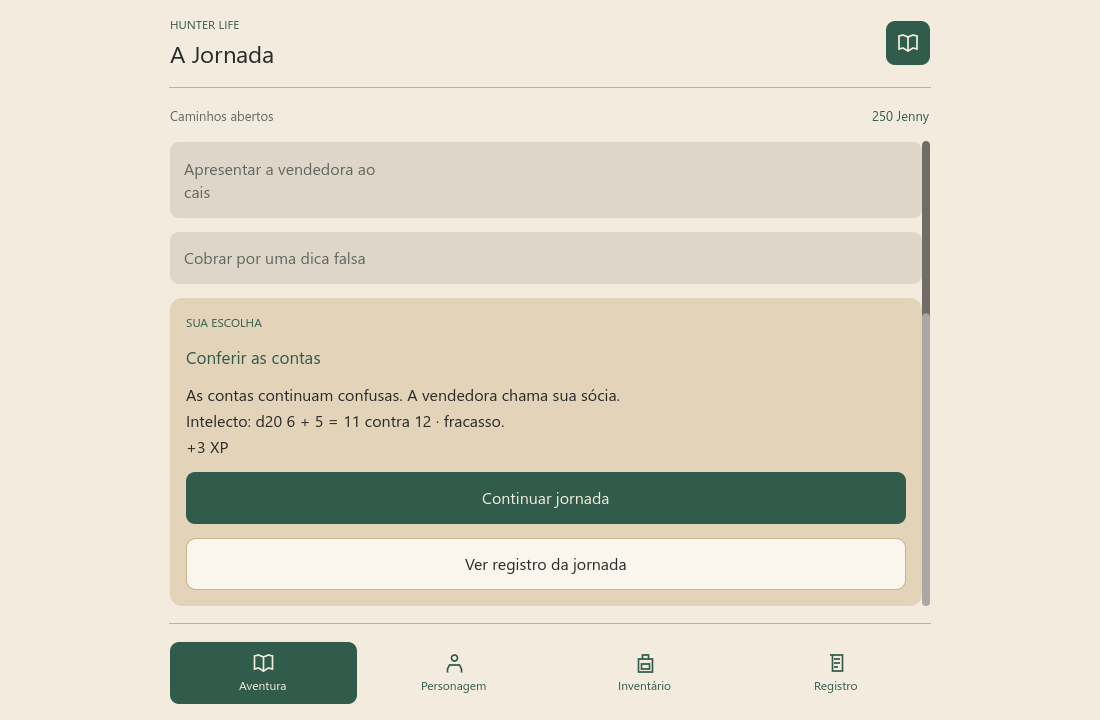 HUNTER LIFE
A Jornada
Caminhos abertos
250 Jenny
Apresentar a vendedora ao
cais
Cobrar por uma dica falsa
SUA ESCOLHA
Conferir as contas
As contas continuam confusas. A vendedora chama sua sócia.
Intelecto: d20 6 + 5 = 11 contra 12 · fracasso.
+3 XP
Continuar jornada
Ver registro da jornada
Aventura
Personagem
Inventário
Registro